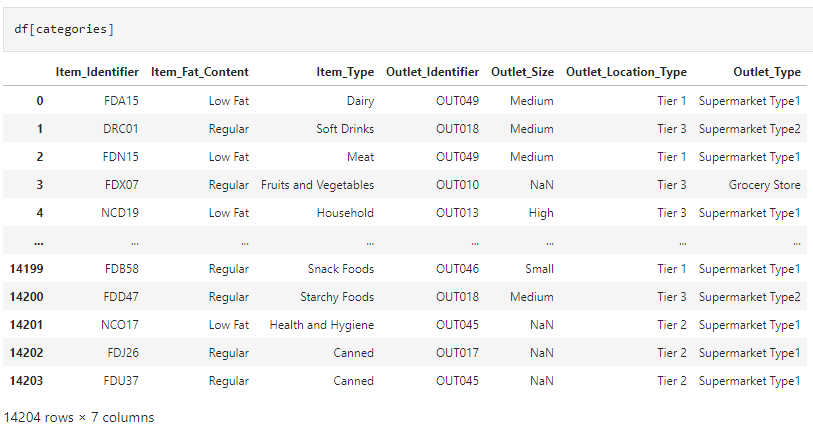 df[categories]
Item_Identifier Item_Fat_Content Item_Type Outlet_Identifier Outlet_Size Outlet_Location_Type Outlet_Type
0 FDA15 Low Fat Dairy OUT049 Medium Tier 1 Supermarket Type1
1 DRC01 Regular Soft Drinks OUT018 Medium Tier 3 Supermarket Type2
2 FDN15 Low Fat Meat OUT049 Medium Tier 1 Supermarket Type1
3 FDX07 Regular Fruits and Vegetables OUT010 NaN Tier 3 Grocery Store
4 NCD19 Low Fat Household OUT013 High Tier 3 Supermarket Type1
... ... ... ... ... ... ... ...
14199 FDB58 Regular Snack Foods OUT046 Small Tier 1 Supermarket Type1
14200 FDD47 Regular Starchy Foods OUT018 Medium Tier 3 Supermarket Type2
14201 NCO17 Low Fat Health and Hygiene OUT045 NaN Tier 2 Supermarket Type1
14202 FDJ26 Regular Canned OUT017 NaN Tier 2 Supermarket Type1
14203 FDU37 Regular Canned OUT045 NaN Tier 2 Supermarket Type1
14204 rows × 7 columns